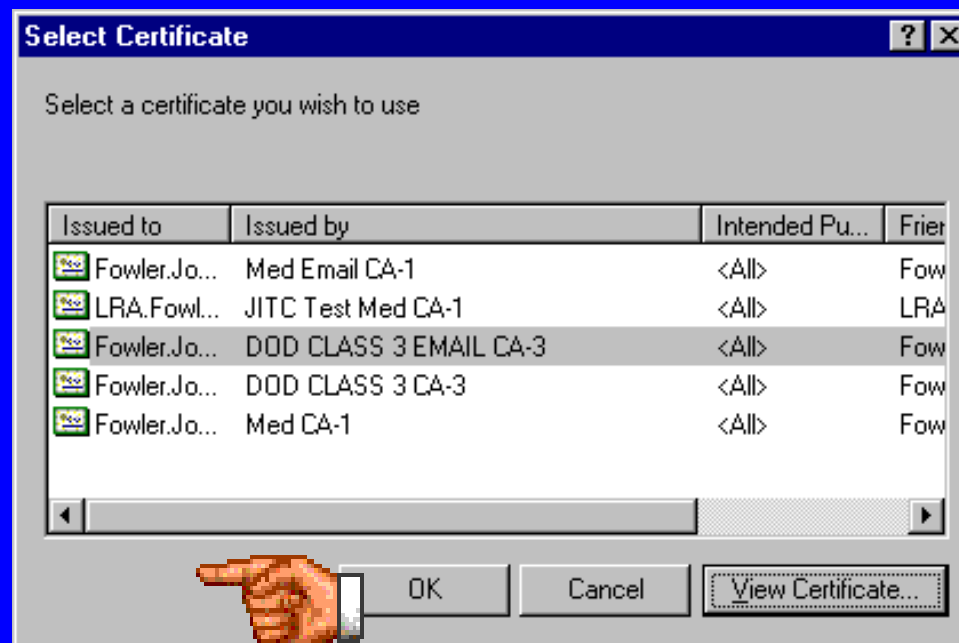 Select Certificate
Select a certificate you wish to use
Issued to Issued by Intended Pu... Frier
Fowler.Jo... Med Email CA-1 <All> Fow
LRA.Fowl... JITC Test Med CA-1 <All> LRA
Fowler.Jo... DOD CLASS 3 EMAIL CA-3 <All> Fow
Fowler.Jo... DOD CLASS 3 CA-3 <All> Fow
Fowler.Jo... Med CA-1 <All> Fow
OK Cancel View Certificate...